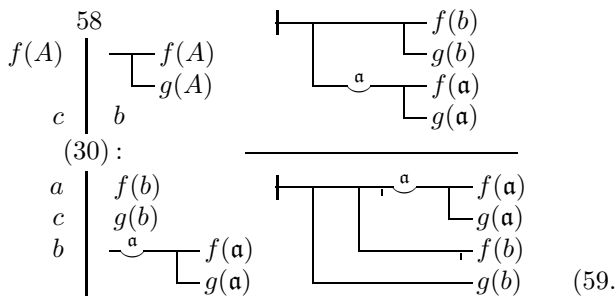 58
f(A) f(A) f(b)
g(A) g(b)
𝔞 f(𝔞)
c b g(𝔞)
(30) :
a f(b) 𝔞 f(𝔞)
c g(b) g(𝔞)
b 𝔞 f(𝔞) f(b)
g(𝔞) g(b) (59.